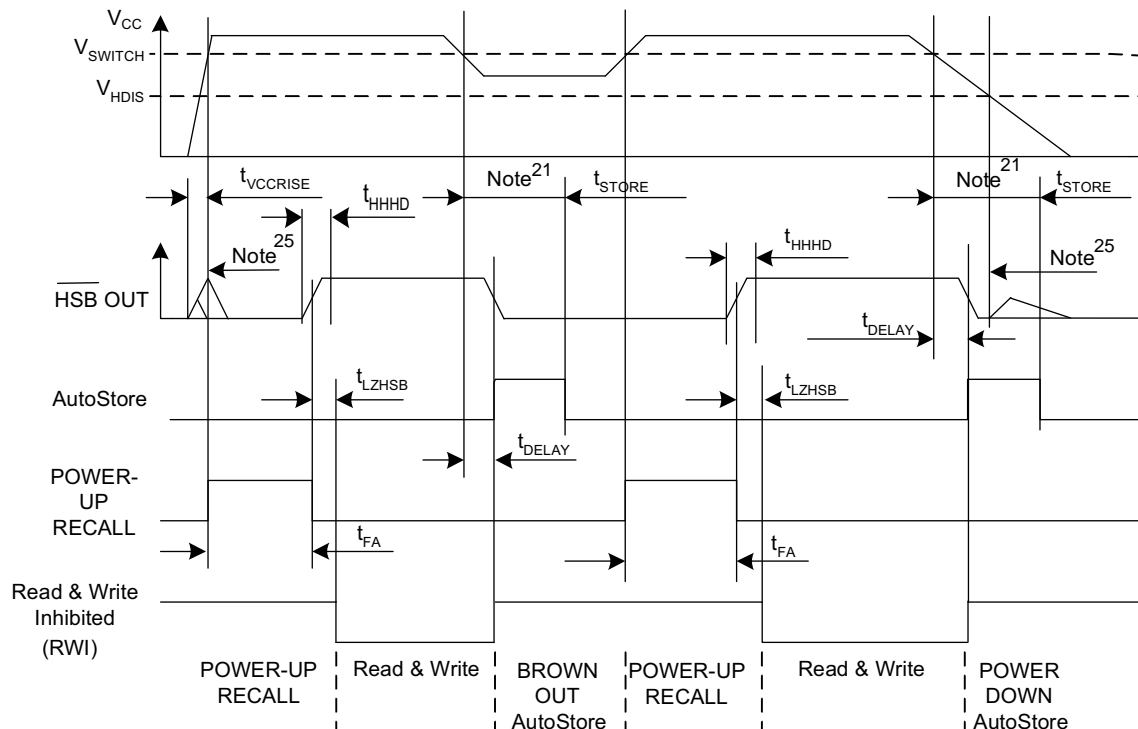 VCC
VSWITCH
VHDIS
tVCCRISE
Note21
tSTORE
Note21
tSTORE
tHHHD
Note25
tHHHD
Note25
HSB OUT
tDELAY
tLZHSB
tLZHSB
AutoStore
tDELAY
POWER-
UP
RECALL
tFA
tFA
Read & Write
Inhibited
(RWI)
POWER-UP
RECALL
Read & Write
BROWN
OUT
AutoStore
POWER-UP
RECALL
Read & Write
POWER
DOWN
AutoStore